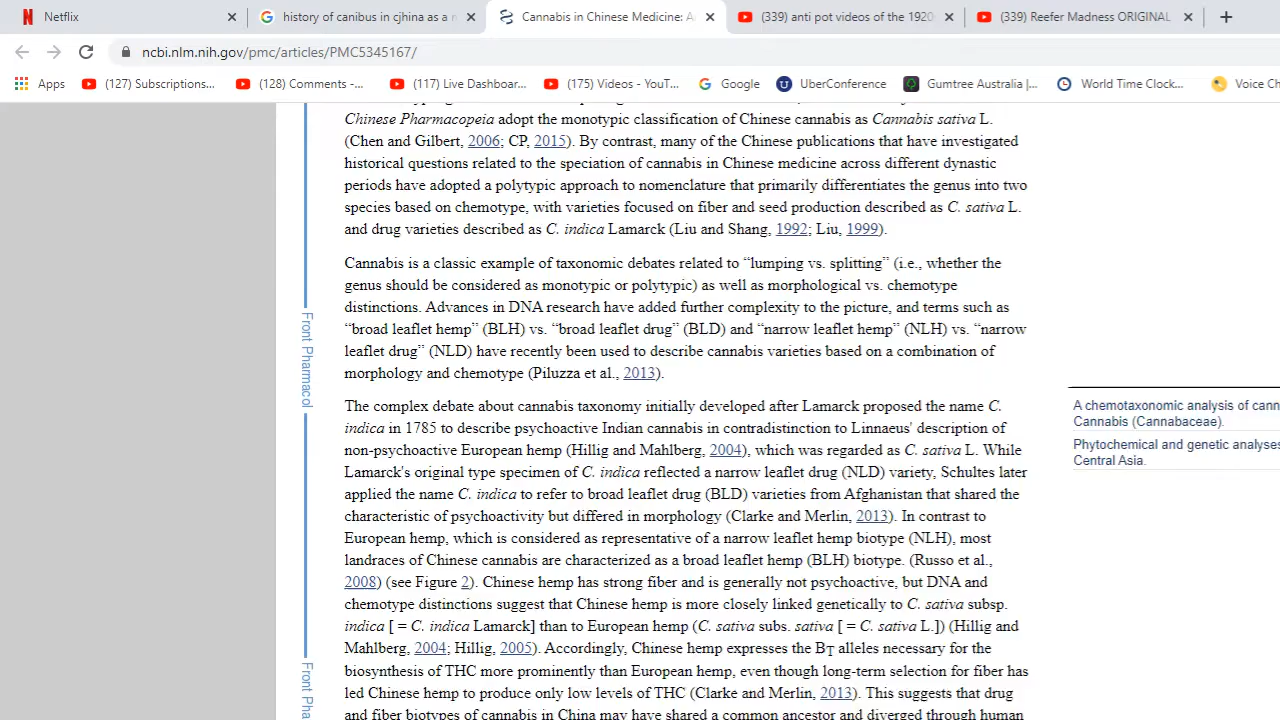 Netflix
history of canibus in cjhina as a
Cannabis in Chinese Medicine: A
(339) anti pot videos of the 1920
(339) Reefer Madness ORIGINAL
ncbi.nlm.nih.gov/pmc/articles/PMC5345167/
Apps
(127) Subscriptions...
(128) Comments -...
(117) Live Dashboar...
(175) Videos - YouT...
Google
UberConference
Gumtree Australia |...
World Time Clock...
Voice Ch
Chinese Pharmacopeia adopt the monotypic classification of Chinese cannabis as Cannabis sativa L.
(Chen and Gilbert, 2006; CP, 2015). By contrast, many of the Chinese publications that have investigated
historical questions related to the speciation of cannabis in Chinese medicine across different dynastic
periods have adopted a polytypic approach to nomenclature that primarily differentiates the genus into two
species based on chemotype, with varieties focused on fiber and seed production described as C. sativa L.
and drug varieties described as C. indica Lamarck (Liu and Shang, 1992; Liu, 1999).
Cannabis is a classic example of taxonomic debates related to “lumping vs. splitting” (i.e., whether the
genus should be considered as monotypic or polytypic) as well as morphological vs. chemotype
distinctions. Advances in DNA research have added further complexity to the picture, and terms such as
“broad leaflet hemp” (BLH) vs. “broad leaflet drug” (BLD) and “narrow leaflet hemp” (NLH) vs. “narrow
leaflet drug” (NLD) have recently been used to describe cannabis varieties based on a combination of
morphology and chemotype (Piluzza et al., 2013).
The complex debate about cannabis taxonomy initially developed after Lamarck proposed the name C.
indica in 1785 to describe psychoactive Indian cannabis in contradistinction to Linnaeus' description of
non-psychoactive European hemp (Hillig and Mahlberg, 2004), which was regarded as C. sativa L. While
Lamarck's original type specimen of C. indica reflected a narrow leaflet drug (NLD) variety, Schultes later
applied the name C. indica to refer to broad leaflet drug (BLD) varieties from Afghanistan that shared the
characteristic of psychoactivity but differed in morphology (Clarke and Merlin, 2013). In contrast to
European hemp, which is considered as representative of a narrow leaflet hemp biotype (NLH), most
landraces of Chinese cannabis are characterized as a broad leaflet hemp (BLH) biotype. (Russo et al.,
2008) (see Figure 2). Chinese hemp has strong fiber and is generally not psychoactive, but DNA and
chemotype distinctions suggest that Chinese hemp is more closely linked genetically to C. sativa subsp.
indica [ = C. indica Lamarck] than to European hemp (C. sativa subs. sativa [ = C. sativa L.]) (Hillig and
Mahlberg, 2004; Hillig, 2005). Accordingly, Chinese hemp expresses the BT alleles necessary for the
biosynthesis of THC more prominently than European hemp, even though long-term selection for fiber has
led Chinese hemp to produce only low levels of THC (Clarke and Merlin, 2013). This suggests that drug
and fiber biotypes of cannabis in China may have shared a common ancestor and diverged through human
Front Pharmacol
Front Pha
A chemotaxonomic analysis of cann
Cannabis (Cannabaceae).
Phytochemical and genetic analyses
Central Asia.